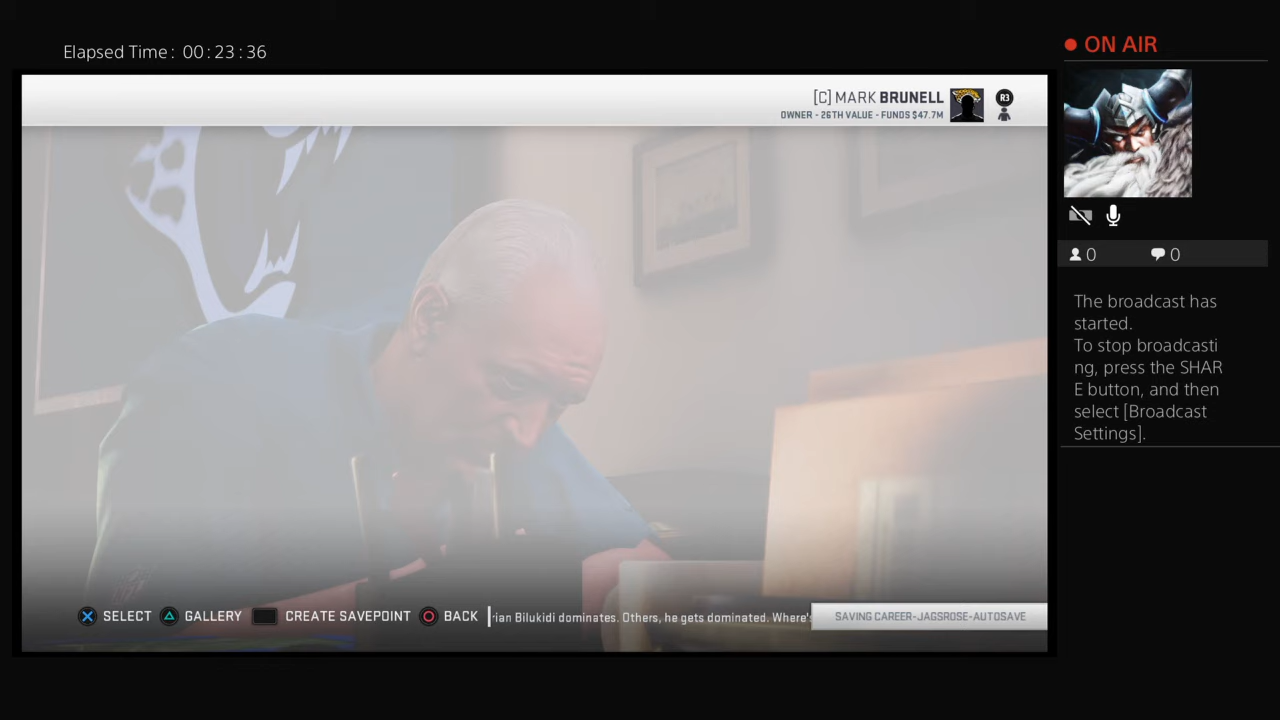 Elapsed Time: 00:23:36
ON AIR
[C] MARK BRUNELL
OWNER - 26TH VALUE - FUNDS $47.7M
R3
0 0
The broadcast has
started.
To stop broadcasti
ng, press the SHAR
E button, and then
select [Broadcast
Settings].
SELECT GALLERY CREATE SAVEPOINT BACK ian Bilukidi dominates. Others, he gets dominated. Where's SAVING CAREER-JAGSROSE-AUTOSAVE